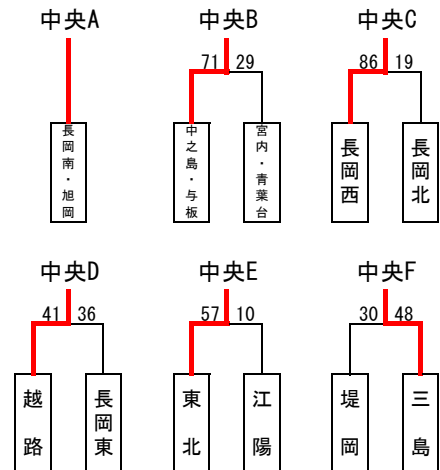 中央A
中央B
中央C
71 29
86 19
長岡南・旭岡
中之島・与板
宮内・青葉台
長岡西
長岡北
中央D
中央E
中央F
41 36
57 10
30 48
越路
長岡東
東北
江陽
堤岡
三島